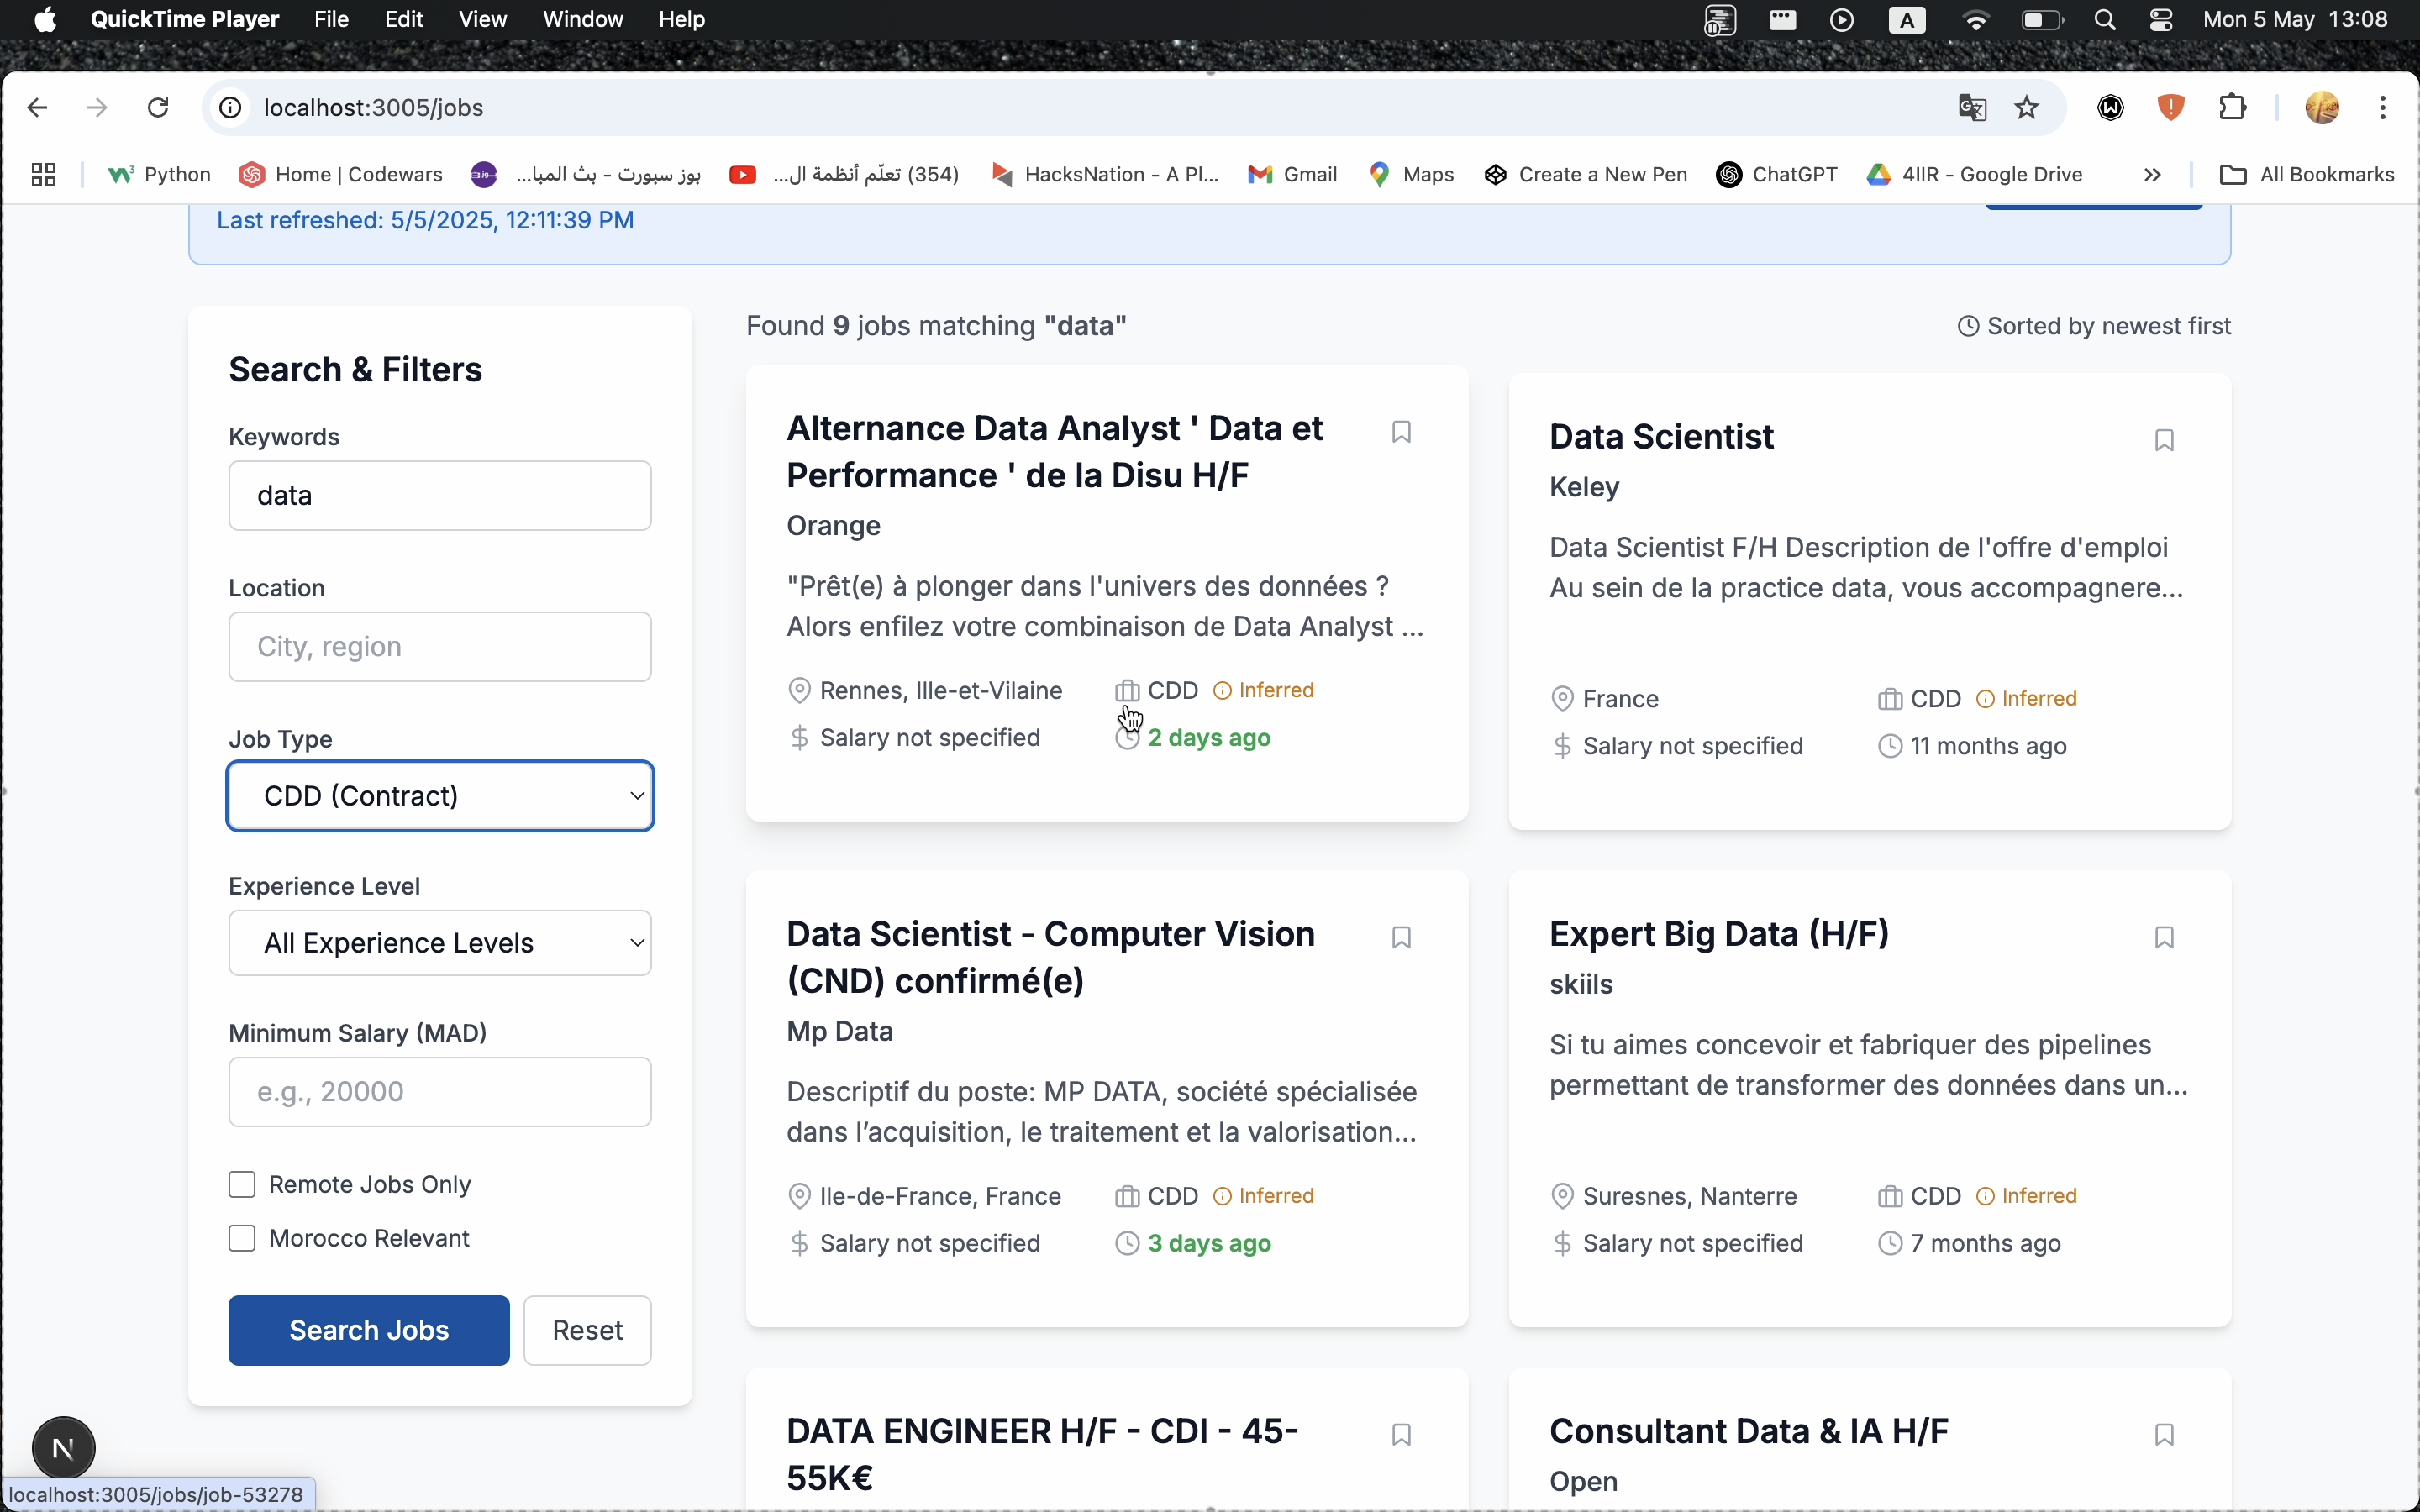 QuickTime Player File Edit View Window Help A Mon 5 May 13:08
localhost:3005/jobs
Python Home | Codewars بوز سبورت - بث المبا... (354) تعلّم أنظمة ال... HacksNation - A Pl... Gmail Maps Create a New Pen ChatGPT 4IIR - Google Drive » All Bookmarks
Last refreshed: 5/5/2025, 12:11:39 PM
Search & Filters
Keywords
data
Location
City, region
Job Type
CDD (Contract)
Experience Level
All Experience Levels
Minimum Salary (MAD)
e.g., 20000
Remote Jobs Only
Morocco Relevant
Search Jobs Reset
Found 9 jobs matching "data" Sorted by newest first
Alternance Data Analyst ' Data et
Performance ' de la Disu H/F
Orange
"Prêt(e) à plonger dans l'univers des données ?
Alors enfilez votre combinaison de Data Analyst ...
Rennes, Ille-et-Vilaine CDD Inferred
Salary not specified 2 days ago
Data Scientist
Keley
Data Scientist F/H Description de l'offre d'emploi
Au sein de la practice data, vous accompagnere...
France CDD Inferred
Salary not specified 11 months ago
Data Scientist - Computer Vision
(CND) confirmé(e)
Mp Data
Descriptif du poste: MP DATA, société spécialisée
dans l’acquisition, le traitement et la valorisation...
Ile-de-France, France CDD Inferred
Salary not specified 3 days ago
Expert Big Data (H/F)
skiils
Si tu aimes concevoir et fabriquer des pipelines
permettant de transformer des données dans un...
Suresnes, Nanterre CDD Inferred
Salary not specified 7 months ago
DATA ENGINEER H/F - CDI - 45-
55K€
Consultant Data & IA H/F
Open
N
localhost:3005/jobs/job-53278